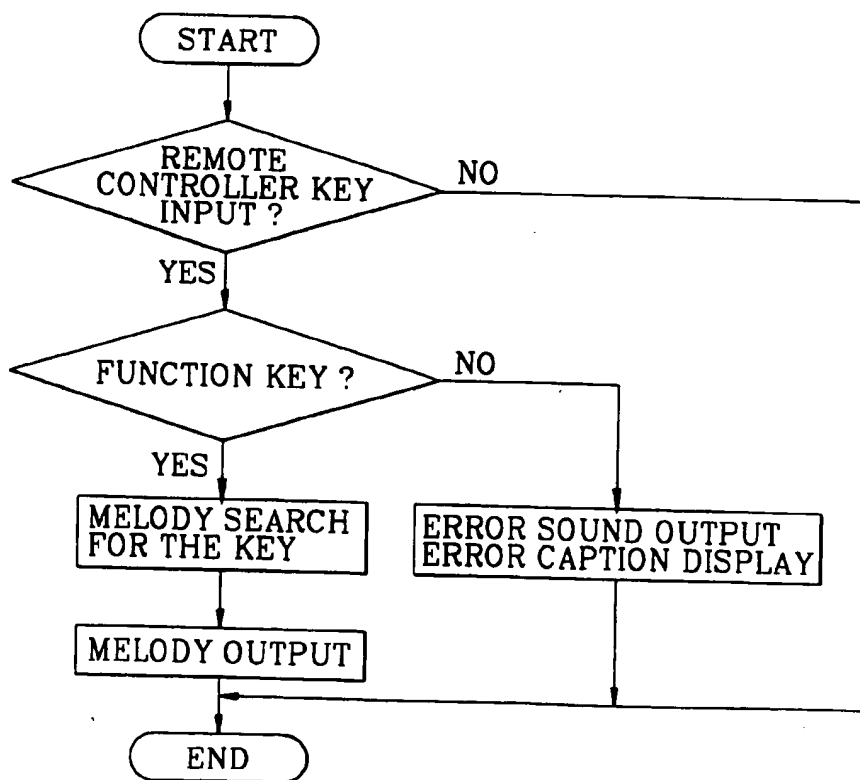 START
REMOTE
CONTROLLER KEY
INPUT ?
NO
YES
FUNCTION KEY ?
NO
YES
MELODY SEARCH
FOR THE KEY
ERROR SOUND OUTPUT
ERROR CAPTION DISPLAY
MELODY OUTPUT
END